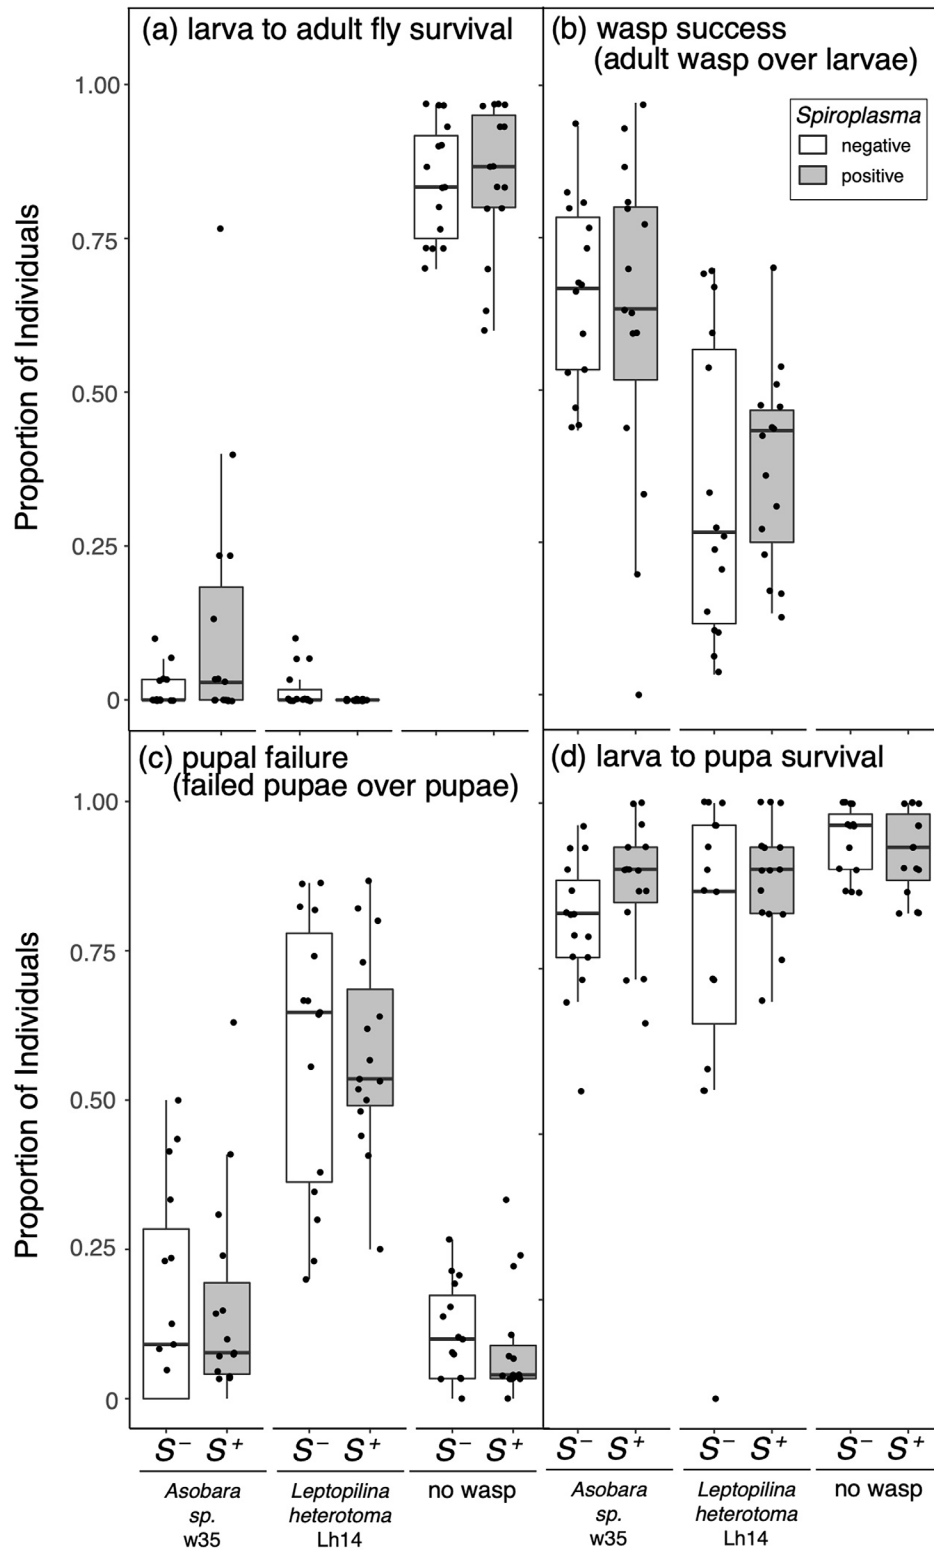 (a) larva to adult fly survival
(b) wasp success
(adult wasp over larvae)
Spiroplasma
negative
positive
Proportion of Individuals
1.00
0.75
0.50
0.25
0
(c) pupal failure
(failed pupae over pupae)
(d) larva to pupa survival
Proportion of Individuals
1.00
0.75
0.50
0.25
0
S⁻ S⁺ S⁻ S⁺ S⁻ S⁺ S⁻ S⁺
Asobara
sp.
w35
Leptopilina
heterotoma
Lh14
no wasp
Asobara
sp.
w35
Leptopilina
heterotoma
Lh14
no wasp